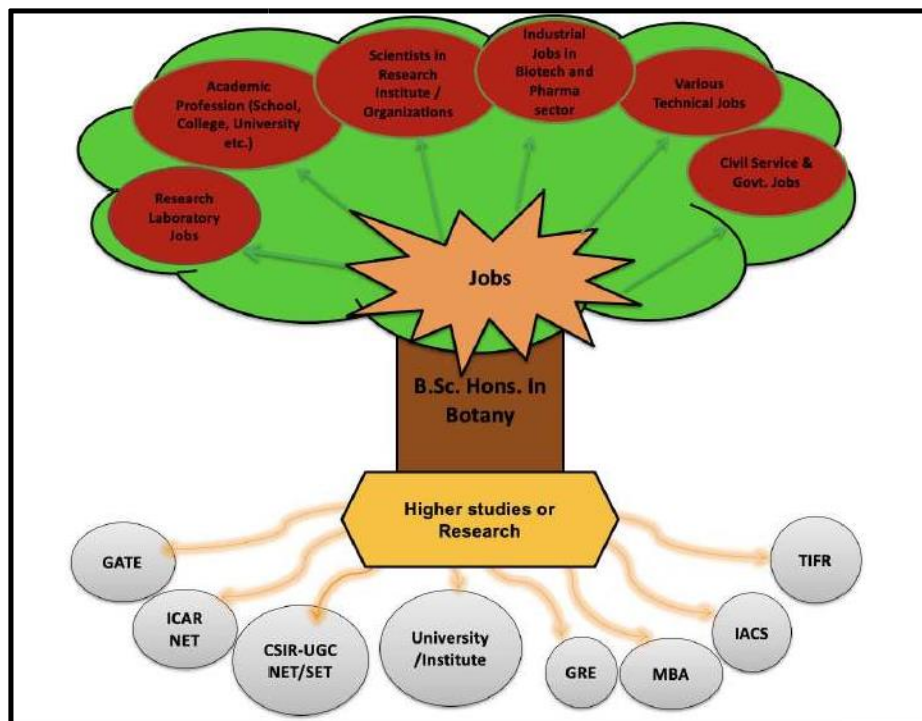 Industrial
Jobs in
Biotech and
Pharma
sector
Scientists in
Research
Institute /
Organizations
Academic
Profession (School,
College, University
etc.)
Various
Technical Jobs
Civil Service &
Govt. Jobs
Research
Laboratory
Jobs
Jobs
B.Sc. Hons. In
Botany
Higher studies or
Research
GATE
ICAR
NET
CSIR-UGC
NET/SET
University
/Institute
GRE
MBA
IACS
TIFR